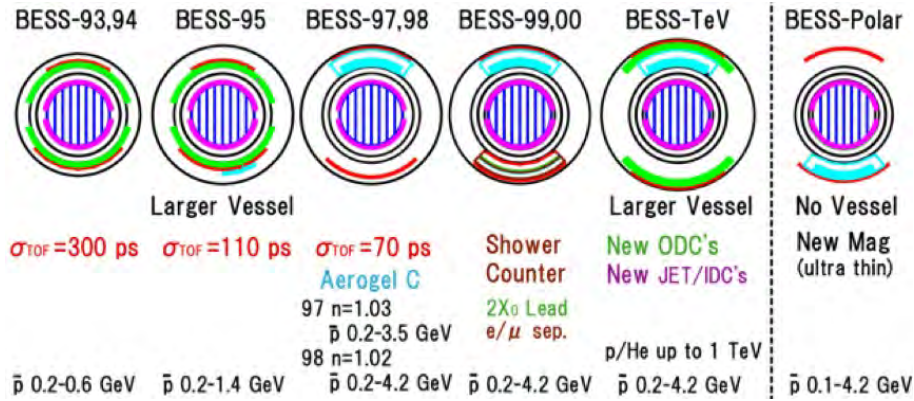 BESS-93,94
σTOF=300 ps
p̄ 0.2-0.6 GeV
BESS-95
Larger Vessel
σTOF=110 ps
p̄ 0.2-1.4 GeV
BESS-97,98
σTOF=70 ps
Aerogel C
97 n=1.03
p̄ 0.2-3.5 GeV
98 n=1.02
p̄ 0.2-4.2 GeV
BESS-99,00
Shower
Counter
2X₀ Lead
e/μ sep.
p̄ 0.2-4.2 GeV
BESS-TeV
Larger Vessel
New ODC's
New JET/IDC's
p/He up to 1 TeV
p̄ 0.2-4.2 GeV
BESS-Polar
No Vessel
New Mag
(ultra thin)
p̄ 0.1-4.2 GeV